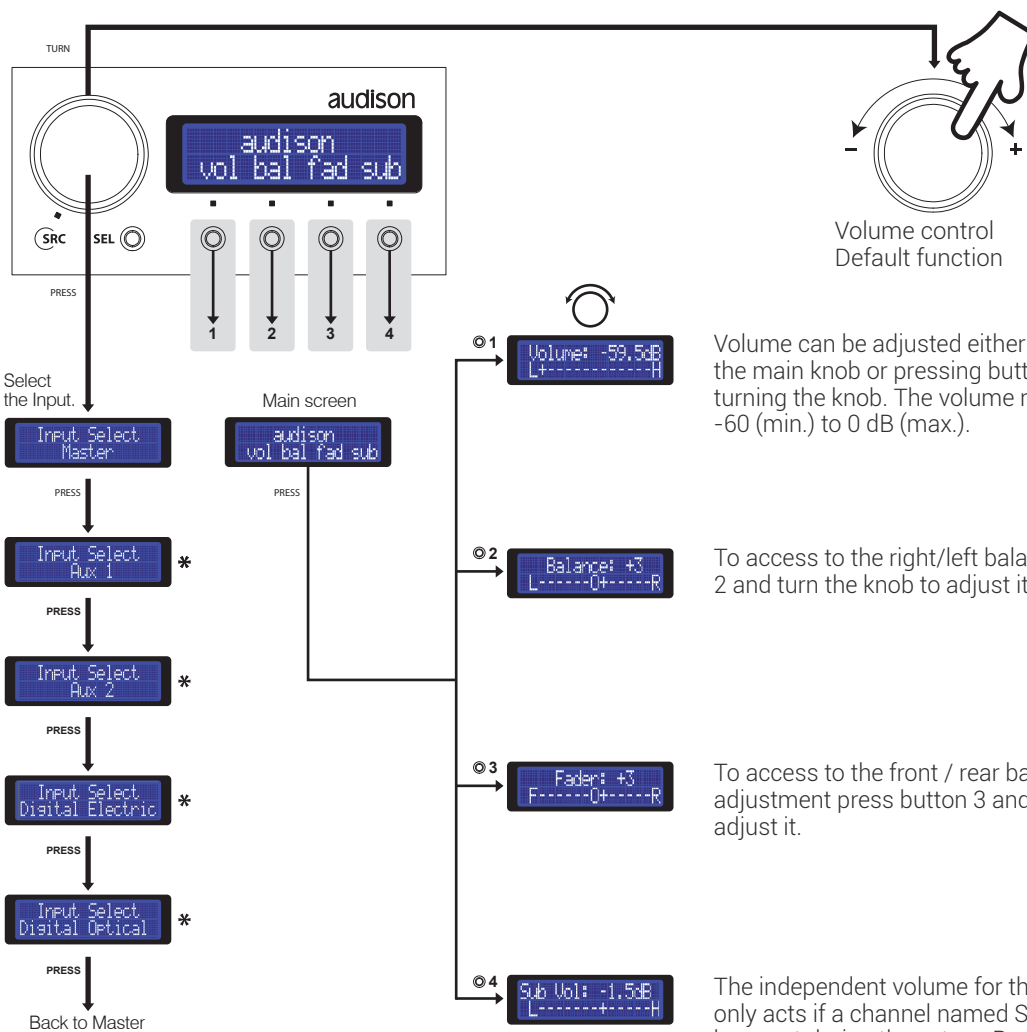 TURN
audison
audison
vol bal fad sub
SRC
SEL
PRESS
1
2
3
4
- +
Volume control
Default function
Select
the Input.
Input Select
Master
PRESS
Input Select
Aux 1
*
PRESS
Input Select
Aux 2
*
PRESS
Input Select
Digital Electric
*
PRESS
Input Select
Digital Optical
*
PRESS
Back to Master
Main screen
audison
vol bal fad sub
PRESS
1
Volume: -59.5dB
L+------------H
Volume can be adjusted either
the main knob or pressing
turning the knob. The volume
-60 (min.) to 0 dB (max.).
2
Balance: +3
L------0+-----R
To access to the right/left
2 and turn the knob to adjust it
3
Fader: +3
F------0+-----R
To access to the front / rear
adjustment press button 3 and
adjust it.
4
Sub Vol: -1.5dB
L-------+-----H
The independent volume for
only acts if a channel named